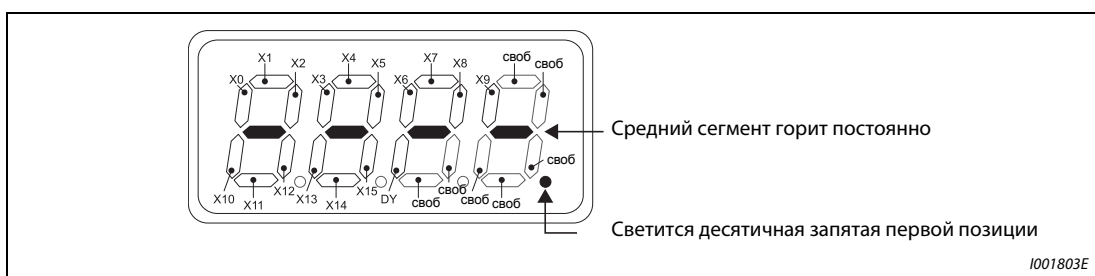 X1 X4 X7 своб
X0 X2 X3 X5 X6 X8 X9 своб
Средний сегмент горит постоянно
своб
X10 X12 X13 X15 DY своб своб
X11 X14 своб своб
Светится десятичная запятая первой позиции
I001803E